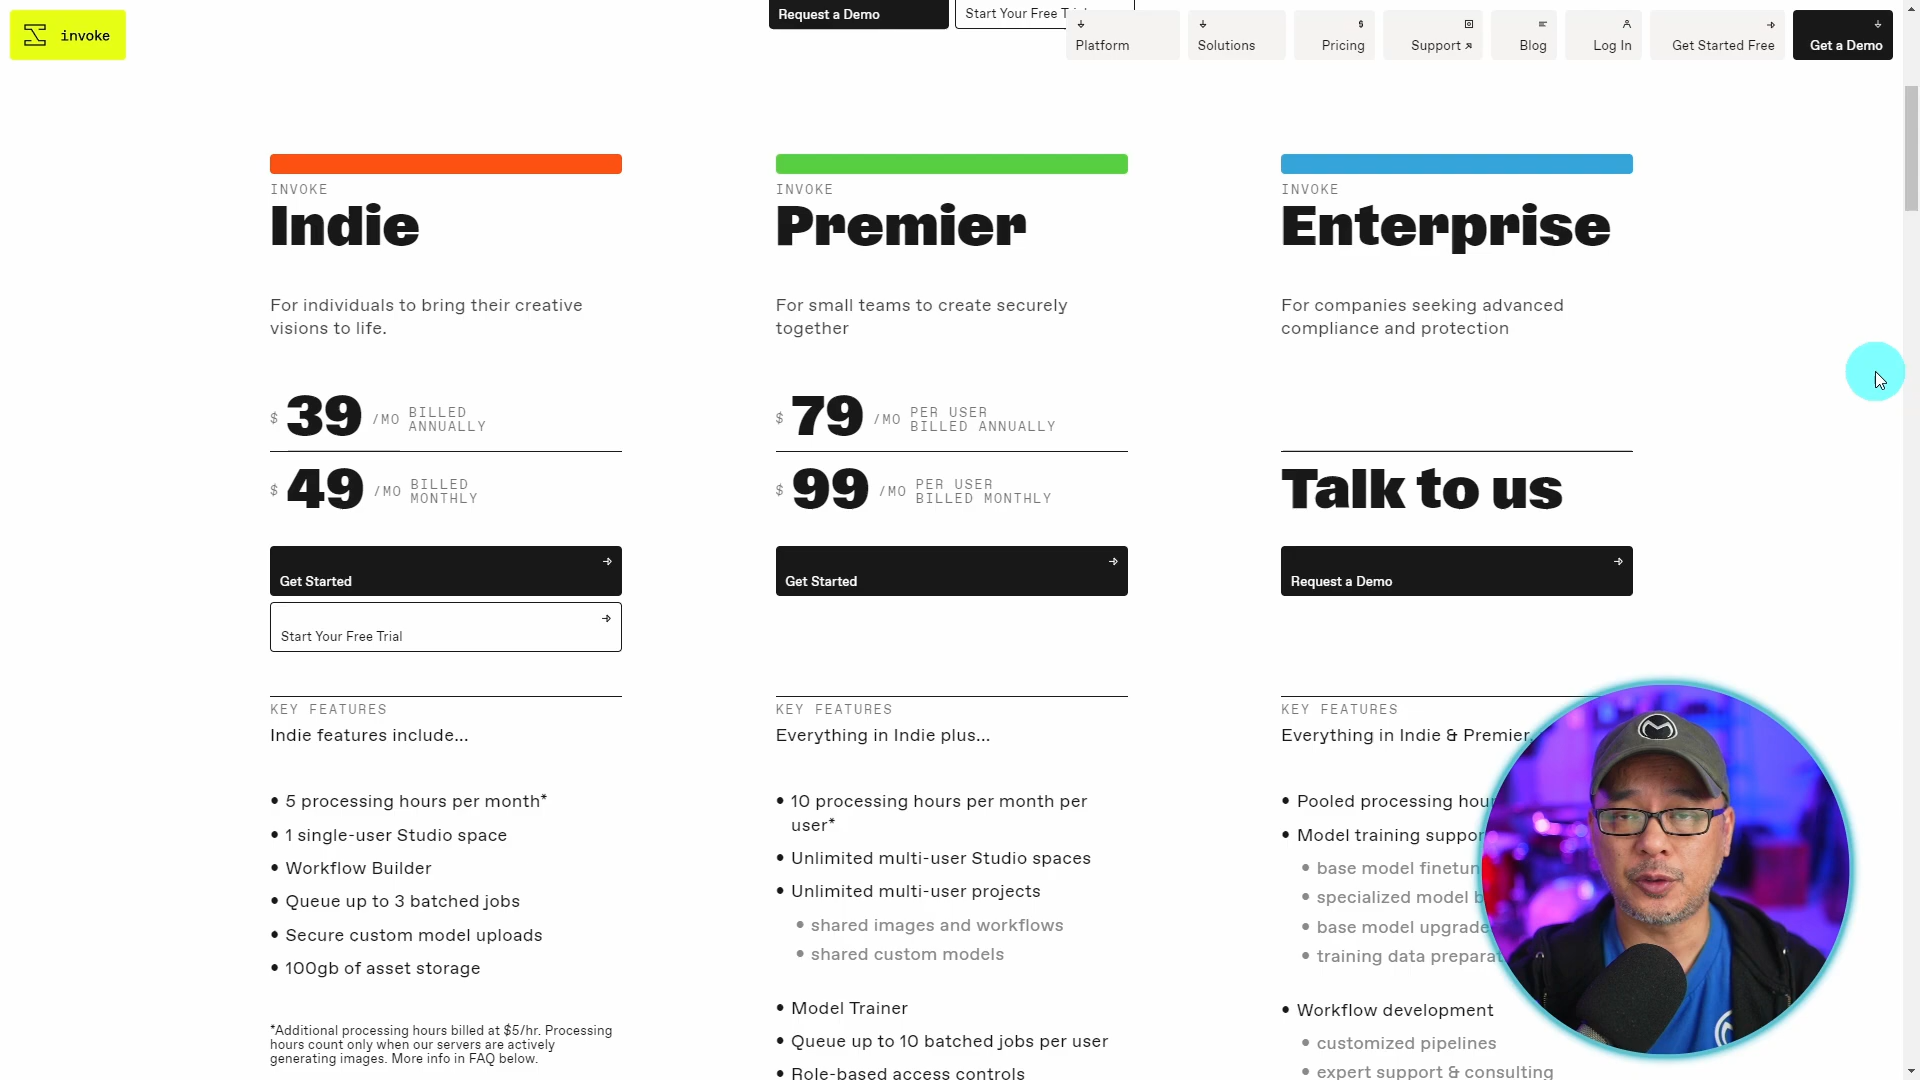 invoke
Request a Demo
Start Your Free
Platform
Solutions
$
Pricing
Support
Blog
Log In
Get Started Free
Get a Demo
INVOKE
Indie
For individuals to bring their creative
visions to life.
$ 39 /MO BILLED
ANNUALLY
$ 49 /MO BILLED
MONTHLY
Get Started
Start Your Free Trial
KEY FEATURES
Indie features include...
• 5 processing hours per month*
• 1 single-user Studio space
• Workflow Builder
• Queue up to 3 batched jobs
• Secure custom model uploads
• 100gb of asset storage
*Additional processing hours billed at $5/hr. Processing
hours count only when our servers are actively
generating images. More info in FAQ below.
INVOKE
Premier
For small teams to create securely
together
$ 79 /MO PER USER
BILLED ANNUALLY
$ 99 /MO PER USER
BILLED MONTHLY
Get Started
KEY FEATURES
Everything in Indie plus...
• 10 processing hours per month per
user*
• Unlimited multi-user Studio spaces
• Unlimited multi-user projects
• shared images and workflows
• shared custom models
• Model Trainer
• Queue up to 10 batched jobs per user
• Role-based access controls
INVOKE
Enterprise
For companies seeking advanced
compliance and protection
Talk to us
Request a Demo
KEY FEATURES
Everything in Indie & Premier
• Pooled processing
• Model training
• base model
• specialized model
• base model
• training data
• Workflow development
• customized pipelines
• expert support & consulting